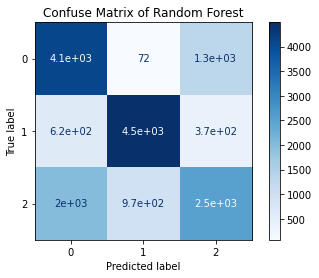 Confuse Matrix of Random Forest
0 4.1e+03 72 1.3e+03
1 6.2e+02 4.5e+03 3.7e+02
2 2e+03 9.7e+02 2.5e+03
0 1 2
True label
Predicted label
4000
3500
3000
2500
2000
1500
1000
500